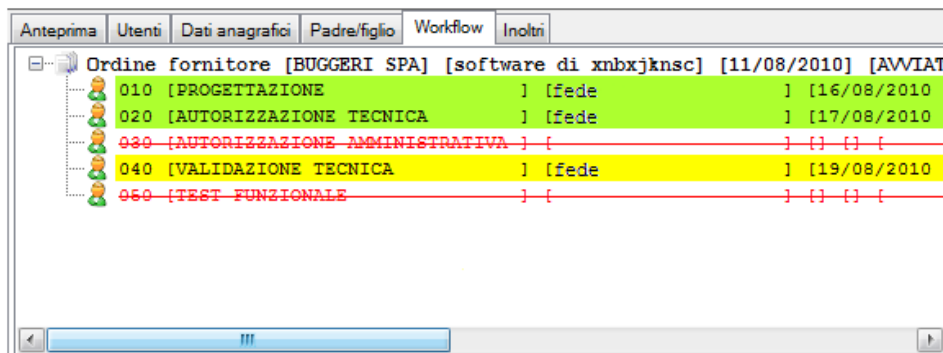 Anteprima Utenti Dati anagrafici Padre/figlio Workflow Inoltri
Ordine fornitore [BUGGERI SPA] [software di xnbxjknsc] [11/08/2010] [AVVIAT
010 [PROGETTAZIONE ] [fede ] [16/08/2010
020 [AUTORIZZAZIONE TECNICA ] [fede ] [17/08/2010
030 [AUTORIZZAZIONE AMMINISTRATIVA ] [ ] [] [] [
040 [VALIDAZIONE TECNICA ] [fede ] [19/08/2010
050 [TEST FUNZIONALE ] [ ] [] [] [